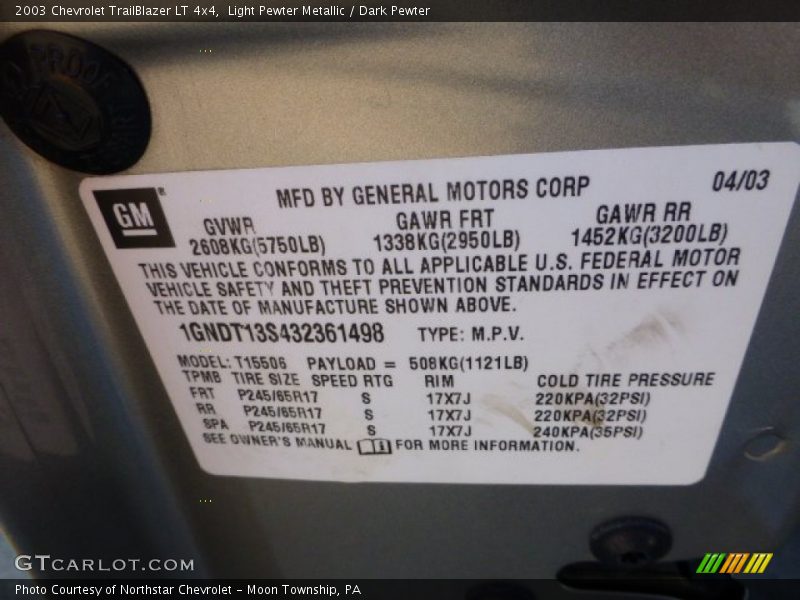 2003 Chevrolet TrailBlazer LT 4x4, Light Pewter Metallic / Dark Pewter
PROOF
GM
MFD BY GENERAL MOTORS CORP 04/03
GVWR GAWR FRT GAWR RR
2608KG(5750LB) 1338KG(2950LB) 1452KG(3200LB)
THIS VEHICLE CONFORMS TO ALL APPLICABLE U.S. FEDERAL MOTOR
VEHICLE SAFETY AND THEFT PREVENTION STANDARDS IN EFFECT ON
THE DATE OF MANUFACTURE SHOWN ABOVE.
1GNDT13S432361498 TYPE: M.P.V.
MODEL: T15506 PAYLOAD = 508KG(1121LB)
TPMB TIRE SIZE SPEED RTG RIM COLD TIRE PRESSURE
FRT P245/65R17 S 17X7J 220KPA(32PSI)
RR P245/65R17 S 17X7J 220KPA(32PSI)
SPA P245/65R17 S 17X7J 240KPA(35PSI)
SEE OWNER'S MANUAL FOR MORE INFORMATION.
GTCARLOT.COM
Photo Courtesy of Northstar Chevrolet - Moon Township, PA